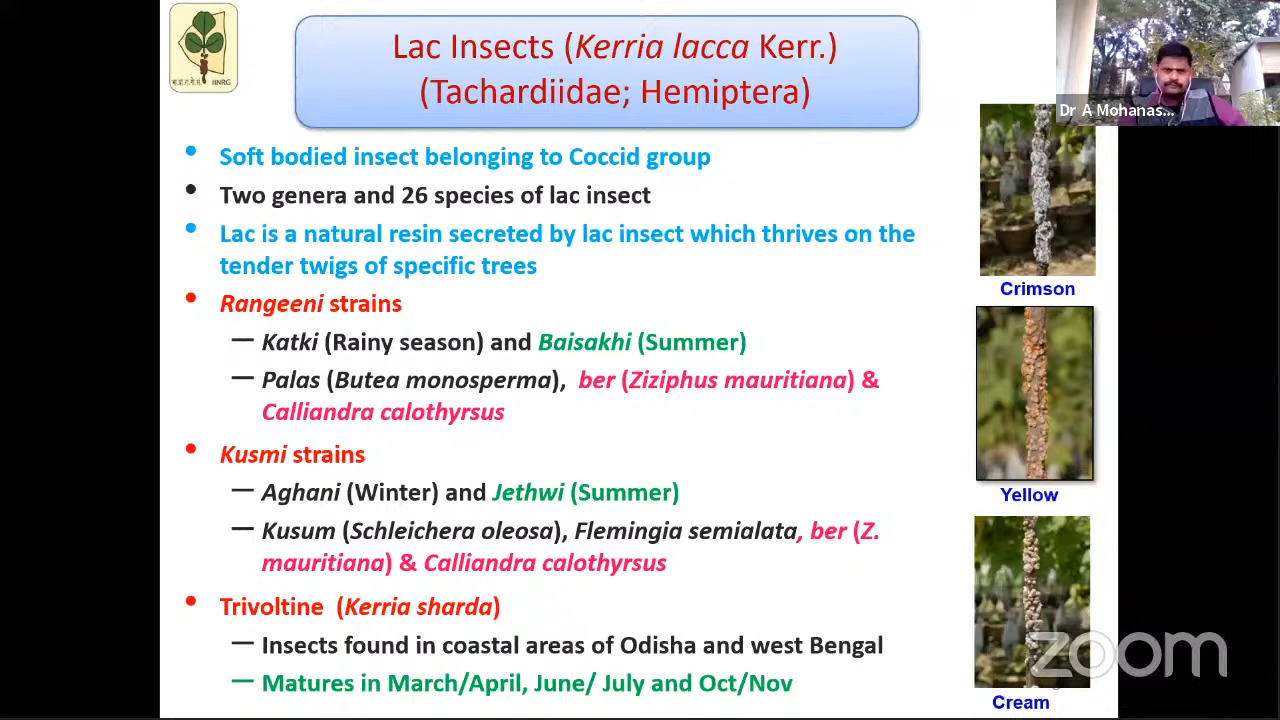 Lac Insects (Kerria lacca Kerr.)
(Tachardiidae; Hemiptera)
IINRG
Dr A Mohanas...
• Soft bodied insect belonging to Coccid group
• Two genera and 26 species of lac insect
• Lac is a natural resin secreted by lac insect which thrives on the
tender twigs of specific trees
• Rangeeni strains
– Katki (Rainy season) and Baisakhi (Summer)
– Palas (Butea monosperma), ber (Ziziphus mauritiana) &
Calliandra calothyrsus
• Kusmi strains
– Aghani (Winter) and Jethwi (Summer)
– Kusum (Schleichera oleosa), Flemingia semialata, ber (Z.
mauritiana) & Calliandra calothyrsus
• Trivoltine (Kerria sharda)
– Insects found in coastal areas of Odisha and west Bengal
– Matures in March/April, June/ July and Oct/Nov
Crimson
Yellow
zoom
Cream